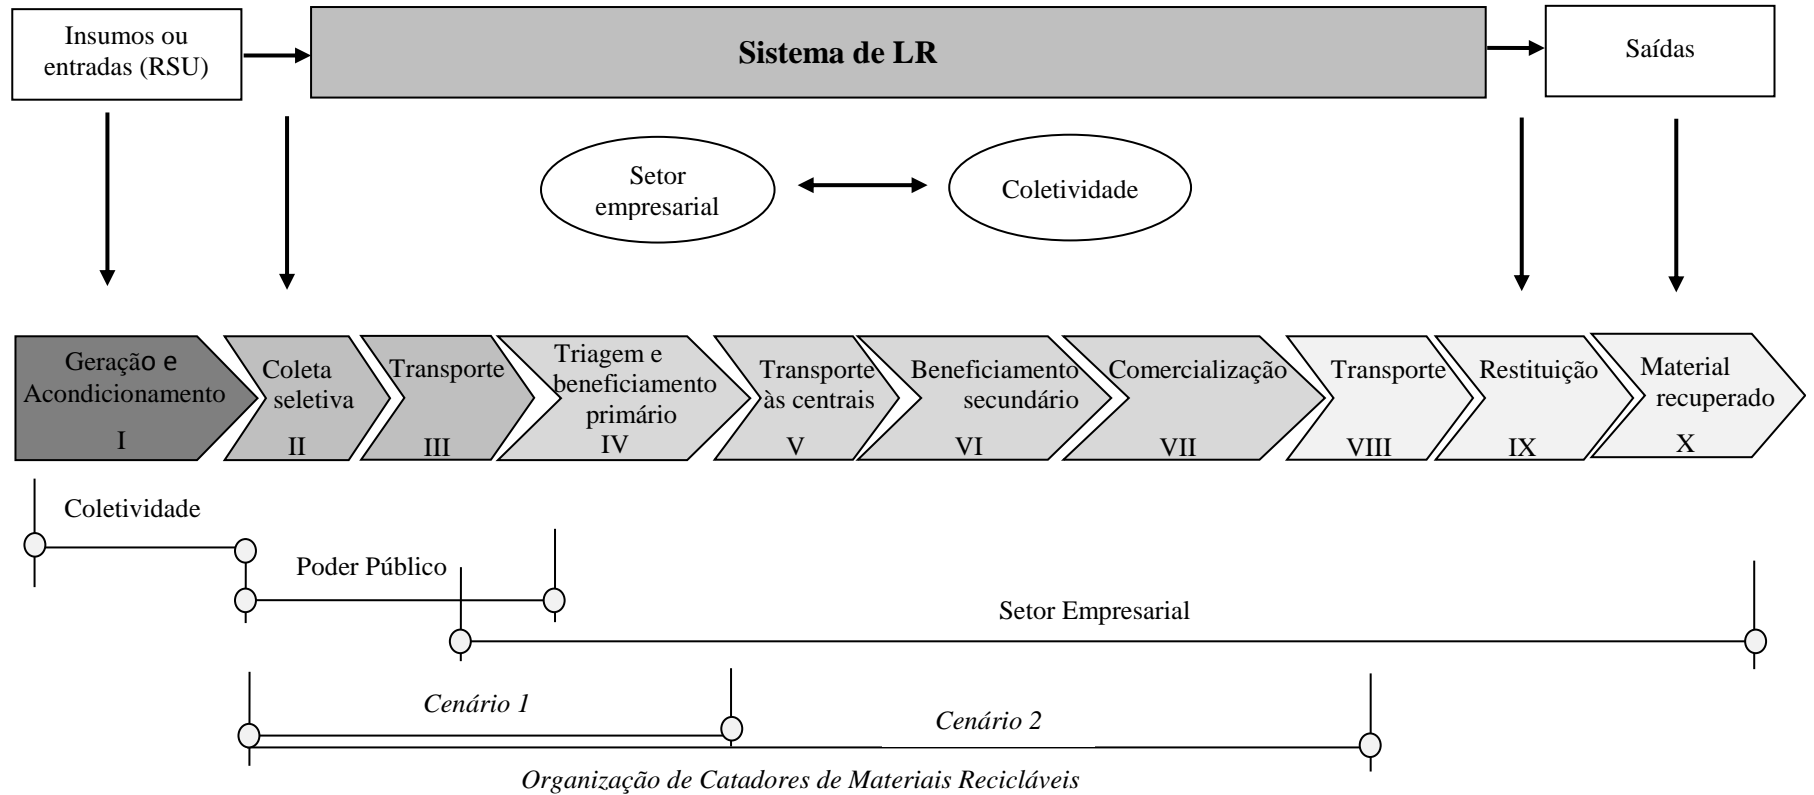 Insumos ou
entradas (RSU)
Sistema de LR
Saídas
Setor
empresarial
Coletividade
Geração e
Acondicionamento
I
Coleta
seletiva
II
Transporte
III
Triagem e
beneficiamento
primário
IV
Transporte
às centrais
V
Beneficiamento
secundário
VI
Comercialização
VII
Transporte
VIII
Restituição
IX
Material
recuperado
X
Coletividade
Poder Público
Setor Empresarial
Cenário 1
Cenário 2
Organização de Catadores de Materiais Recicláveis